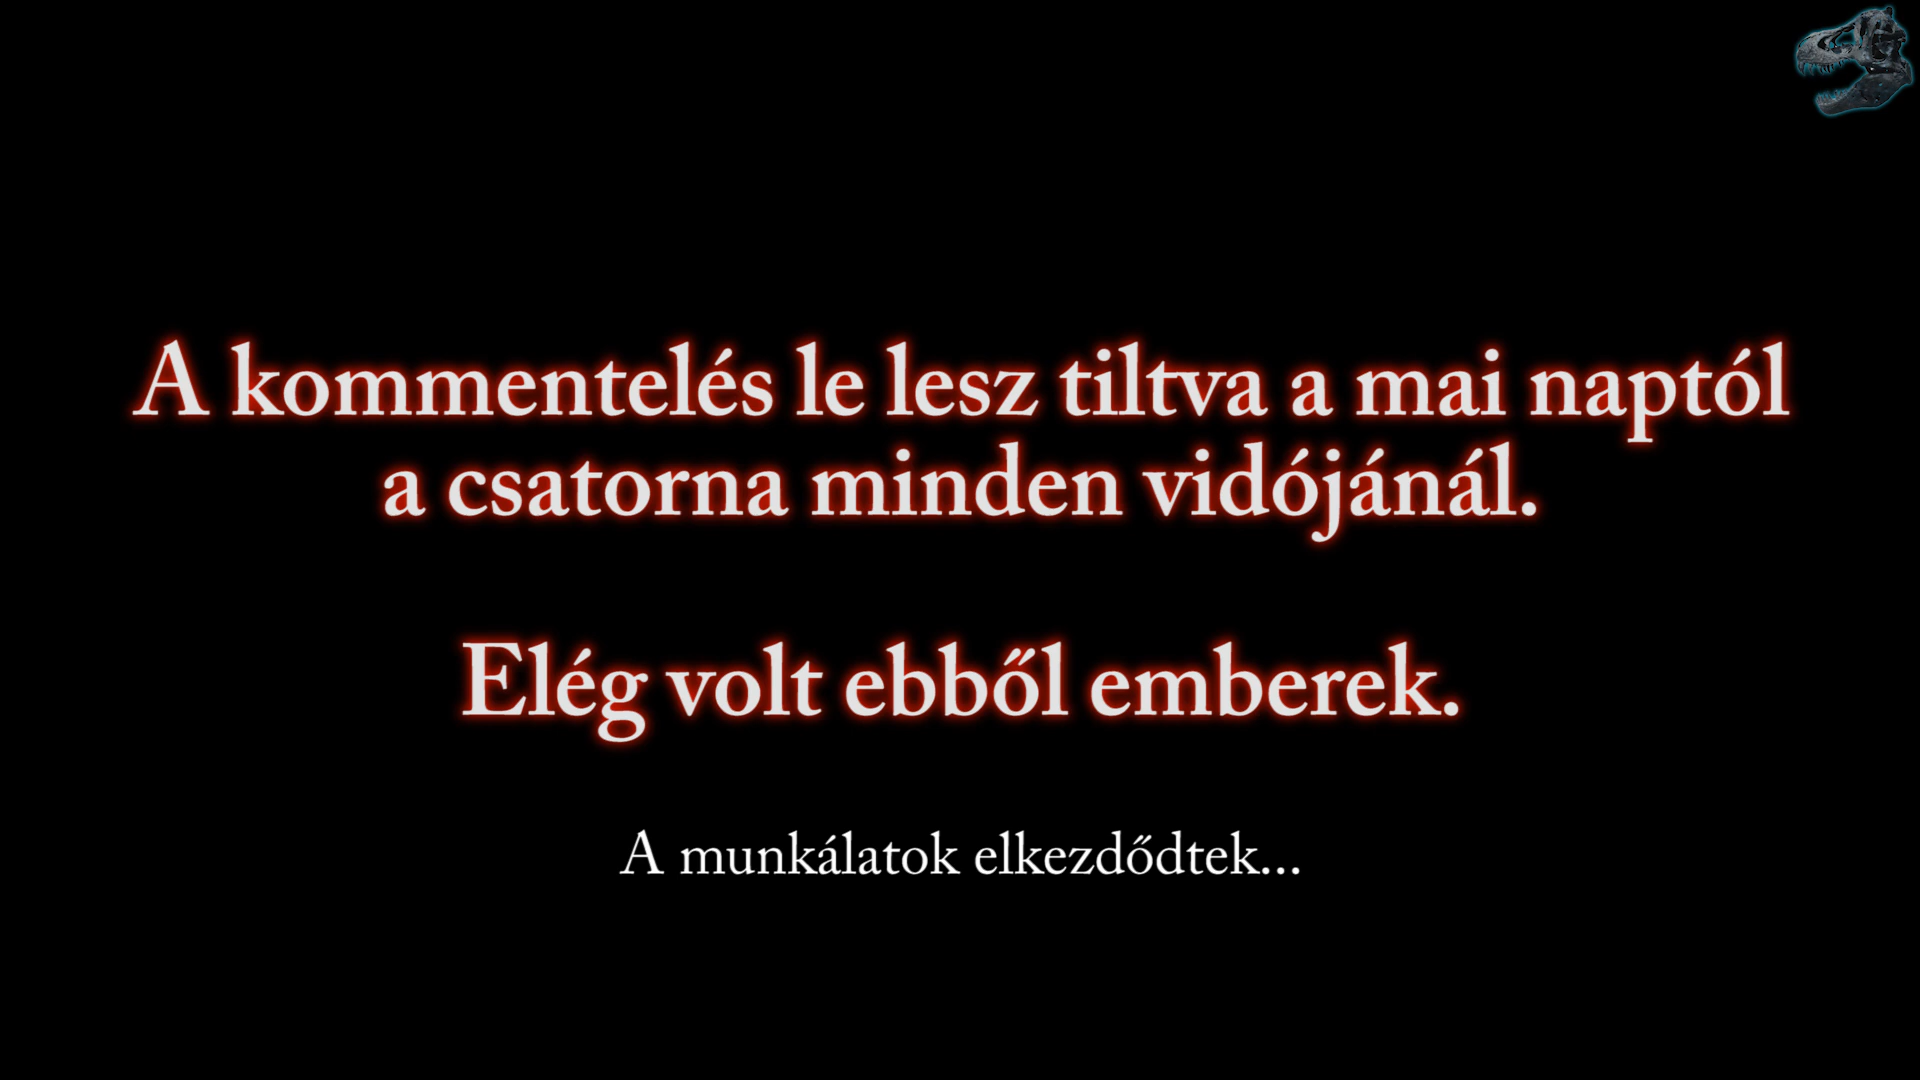 A kommentelés le lesz tiltva a mai naptól
a csatorna minden vidójánál.
Elég volt ebből emberek.
A munkálatok elkezdődtek...